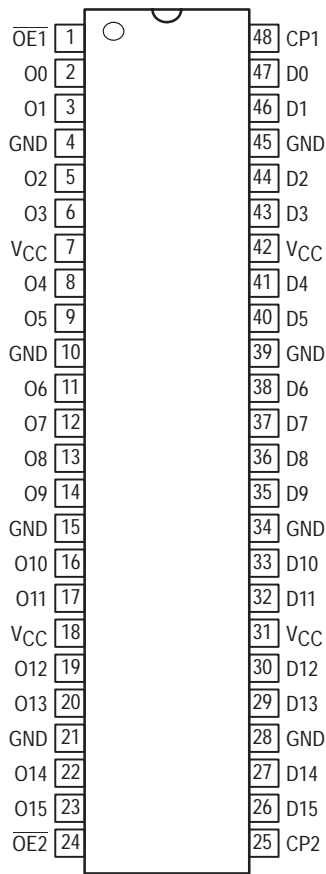 OE1 1 48 CP1
O0 2 47 D0
O1 3 46 D1
GND 4 45 GND
O2 5 44 D2
O3 6 43 D3
VCC 7 42 VCC
O4 8 41 D4
O5 9 40 D5
GND 10 39 GND
O6 11 38 D6
O7 12 37 D7
O8 13 36 D8
O9 14 35 D9
GND 15 34 GND
O10 16 33 D10
O11 17 32 D11
VCC 18 31 VCC
O12 19 30 D12
O13 20 29 D13
GND 21 28 GND
O14 22 27 D14
O15 23 26 D15
OE2 24 25 CP2